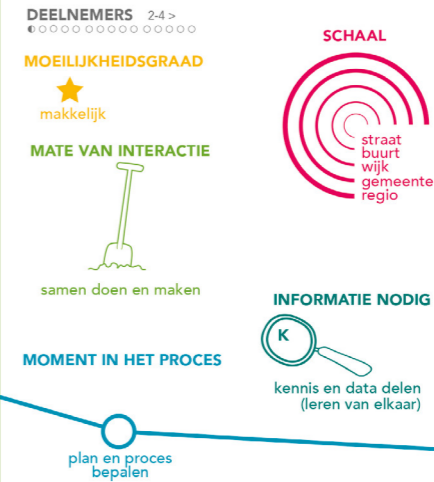 DEELNEMERS 2-4 >
SCHAAL
MOEILIJKHEIDSGRAAD
makkelijk
straat
buurt
wijk
gemeente
regio
MATE VAN INTERACTIE
samen doen en maken
INFORMATIE NODIG
K
kennis en data delen
(leren van elkaar)
MOMENT IN HET PROCES
plan en proces
bepalen